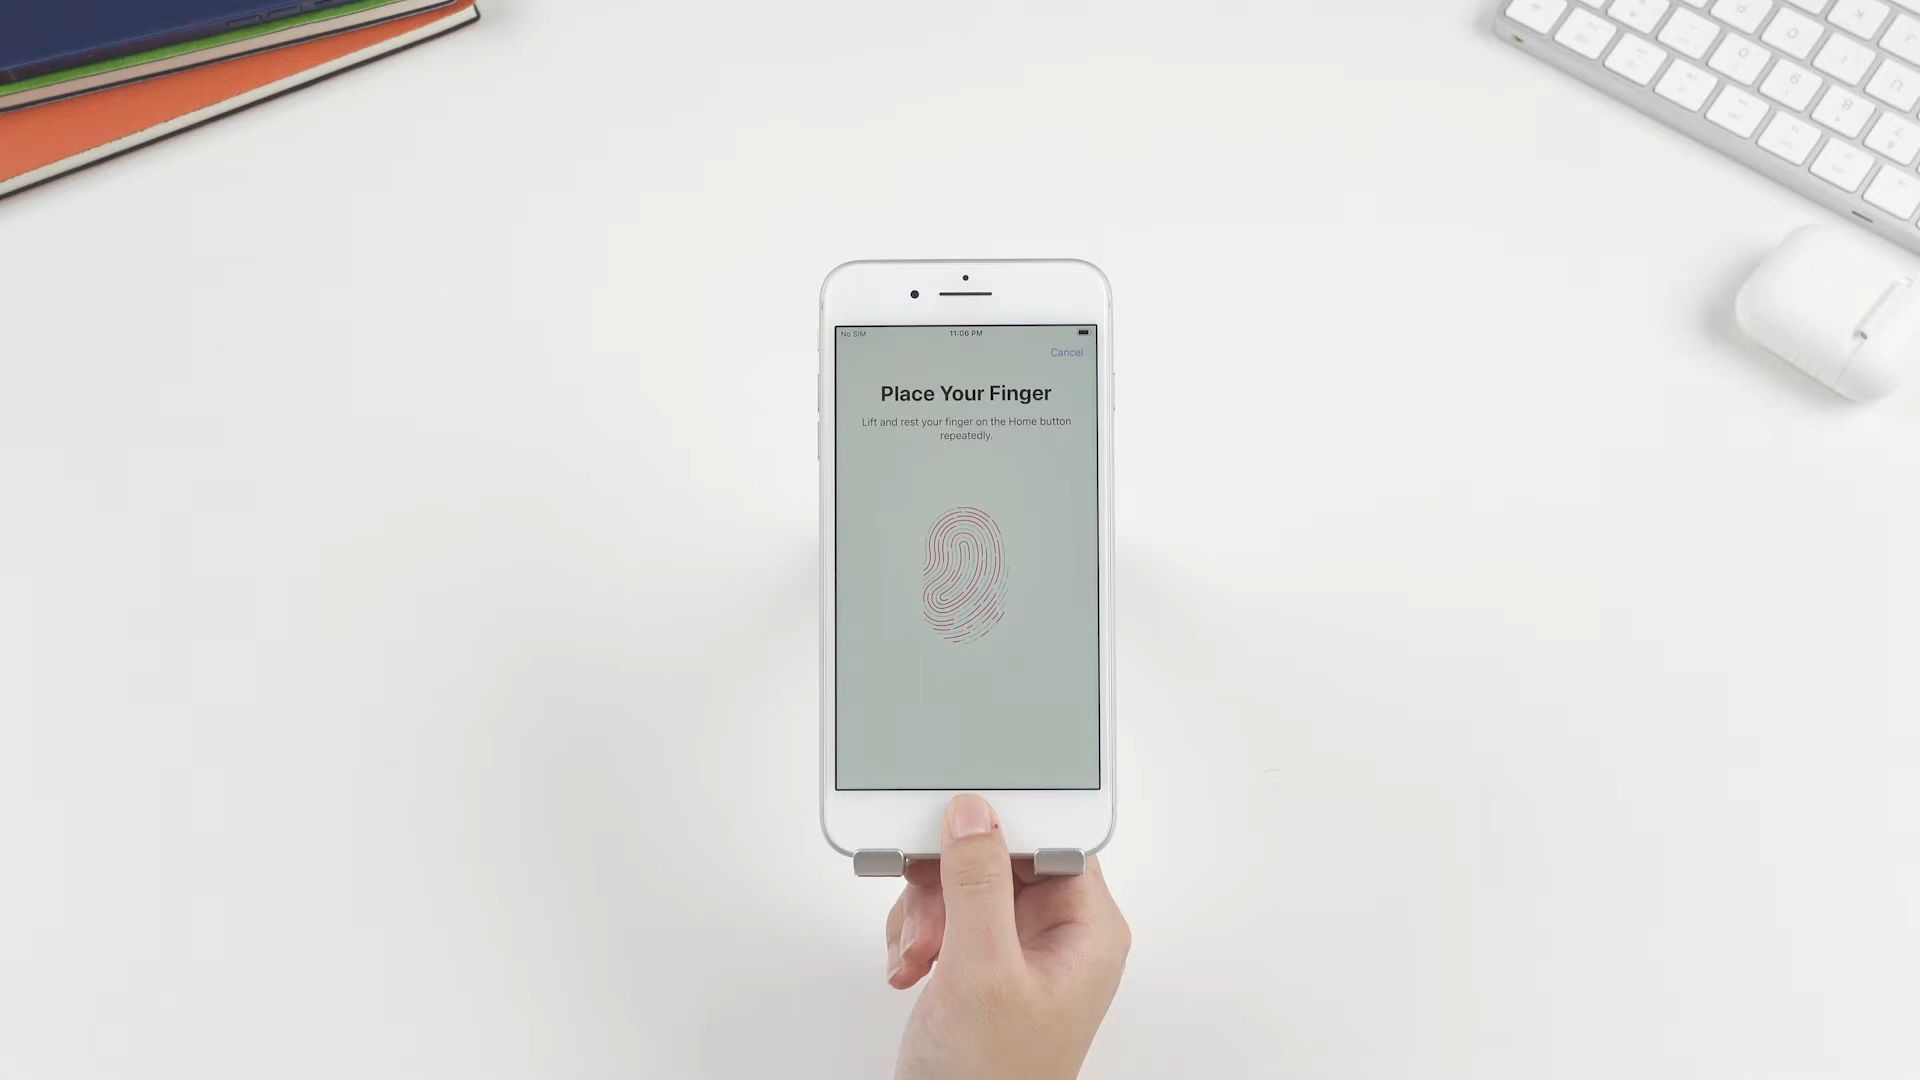 No SIM
11:06 PM
Cancel
Place Your Finger
Lift and rest your finger on the Home button
repeatedly.